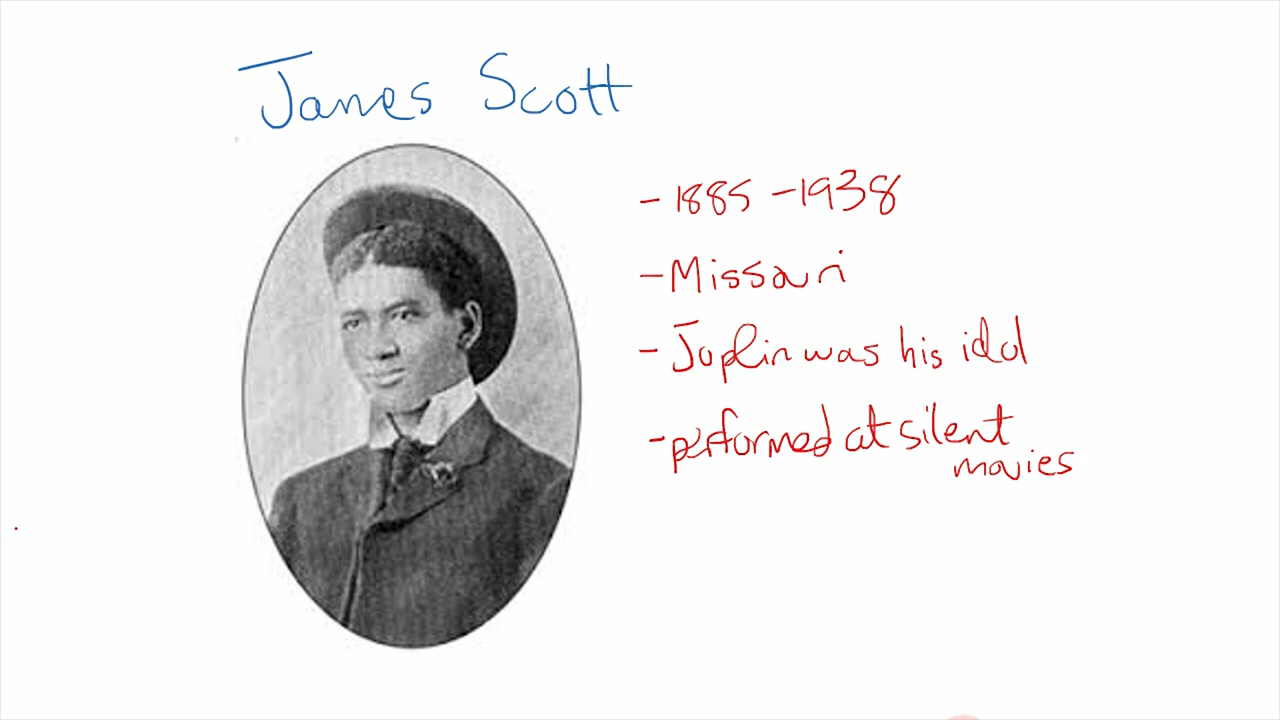 James Scott
- 1885 - 1938
- Missouri
- Joplin was his idol
- performed at silent
movies